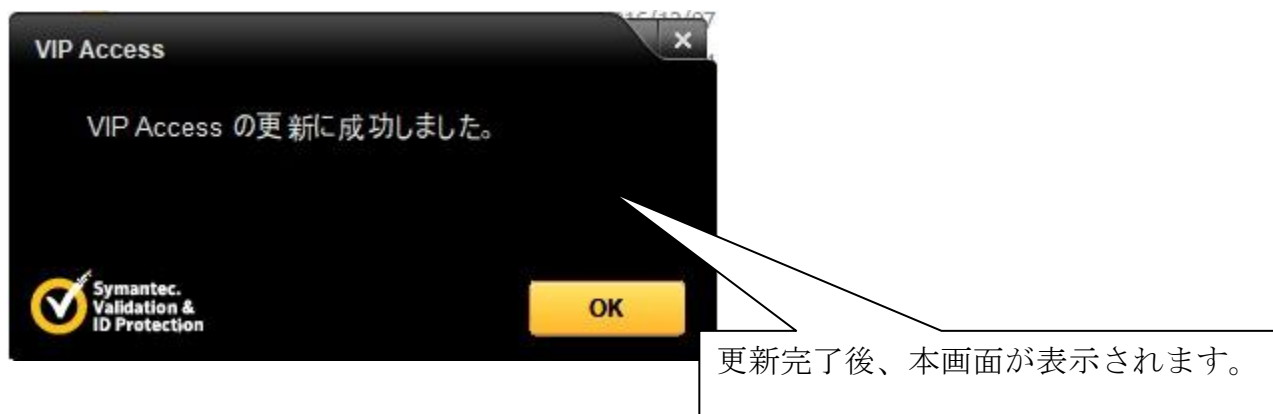 VIP Access
VIP Access の更新に成功しました。
Symantec.
Validation &
ID Protection
OK
更新完了後、本画面が表示されます。